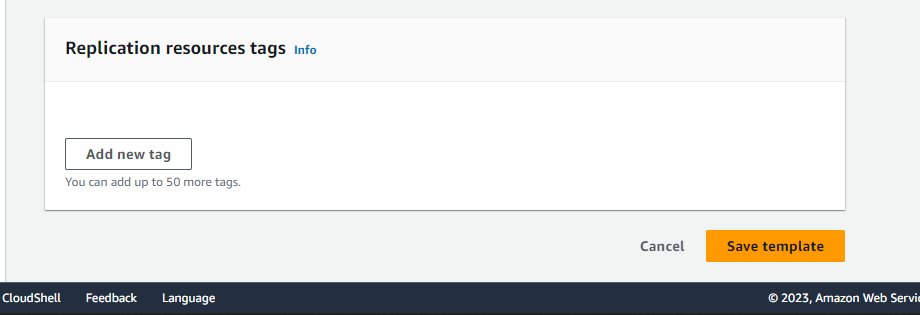 Replication resources tags Info
Add new tag
You can add up to 50 more tags.
Cancel Save template
CloudShell Feedback Language © 2023, Amazon Web